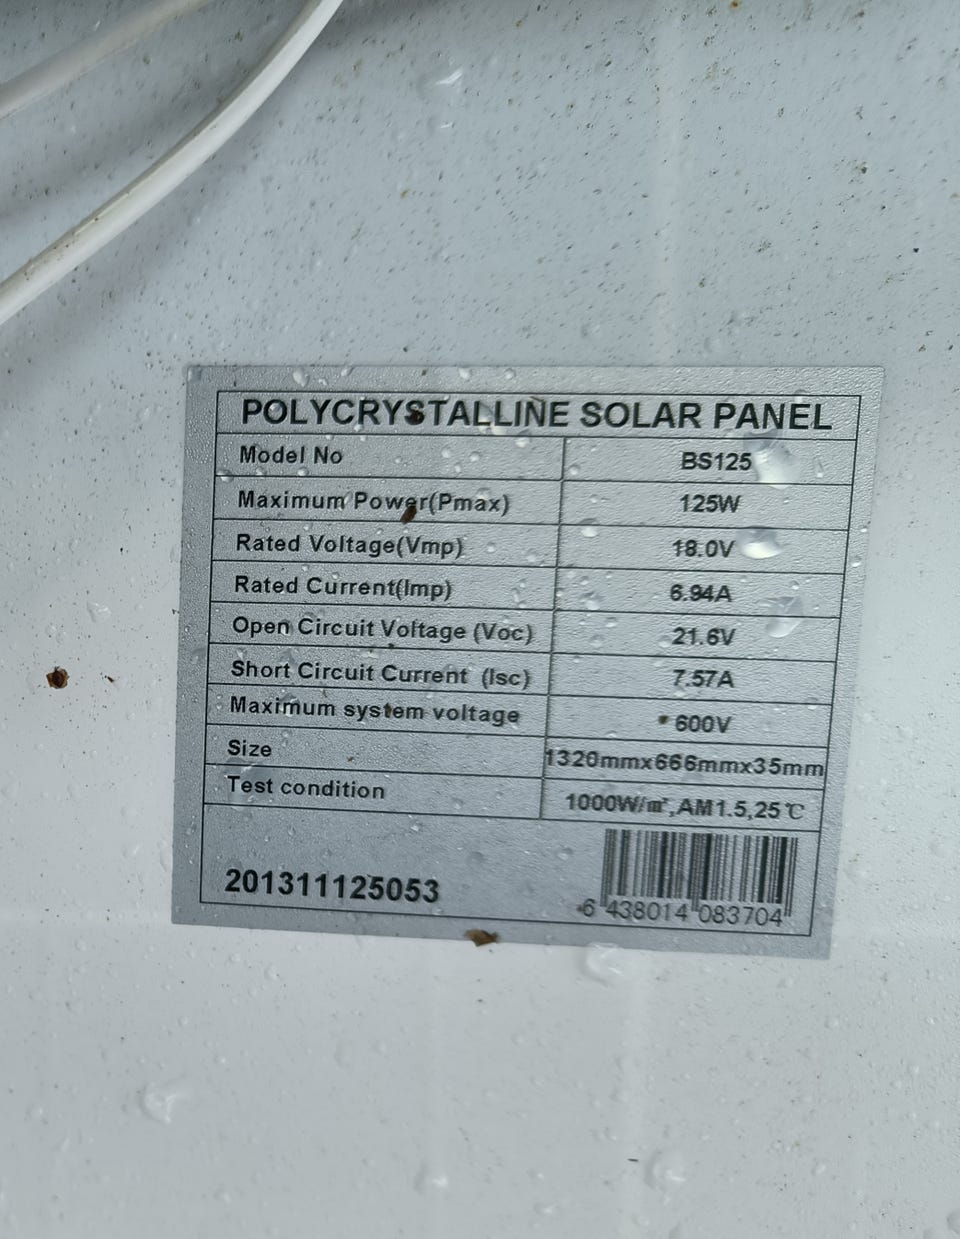 POLYCRYSTALLINE SOLAR PANEL
Model No BS125
Maximum Power(Pmax) 125W
Rated Voltage(Vmp) 18.0V
Rated Current(Imp) 6.94A
Open Circuit Voltage (Voc) 21.6V
Short Circuit Current (Isc) 7.57A
Maximum system voltage 600V
Size 1320mmx666mmx35mm
Test condition 1000W/㎡,AM1.5,25℃
201311125053
6 438014 083704